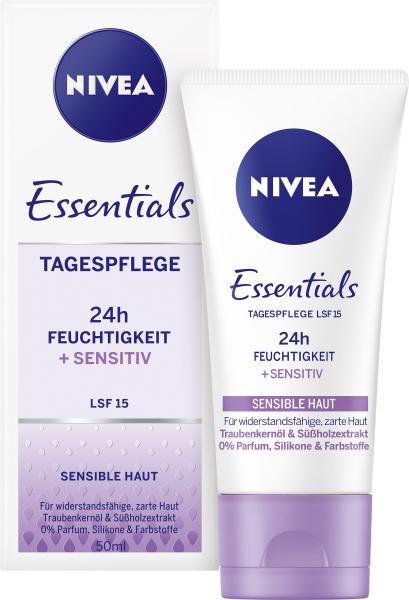 NIVEA
Essentials
TAGESPFLEGE
24h
FEUCHTIGKEIT
+ SENSITIV
LSF 15
SENSIBLE HAUT
Für widerstandsfähige, zarte Haut
Traubenkernöl & Süßholzextrakt
0% Parfum, Silikone & Farbstoffe
50ml
NIVEA
Essentials
TAGESPFLEGE LSF 15
24h
FEUCHTIGKEIT
+ SENSITIV
SENSIBLE HAUT
Für widerstandsfähige, zarte Haut
Traubenkernöl & Süßholzextrakt
0% Parfum, Silikone & Farbstoffe